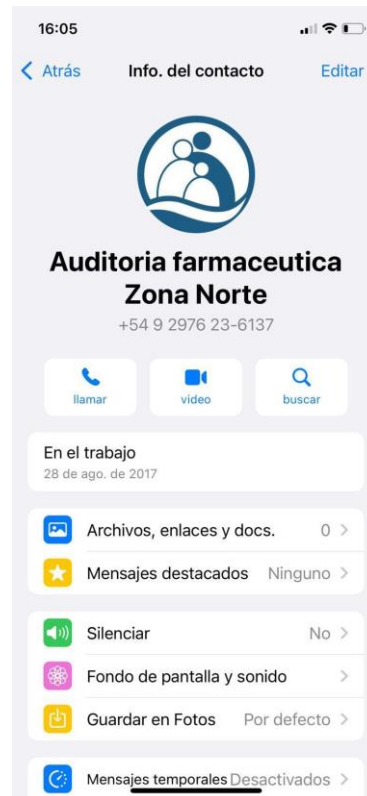 16:05
Atrás Info. del contacto Editar
Auditoria farmaceutica
Zona Norte
+54 9 2976 23-6137
llamar video buscar
En el trabajo
28 de ago. de 2017
Archivos, enlaces y docs. 0
Mensajes destacados Ninguno
Silenciar No
Fondo de pantalla y sonido
Guardar en Fotos Por defecto
Mensajes temporales Desactivados